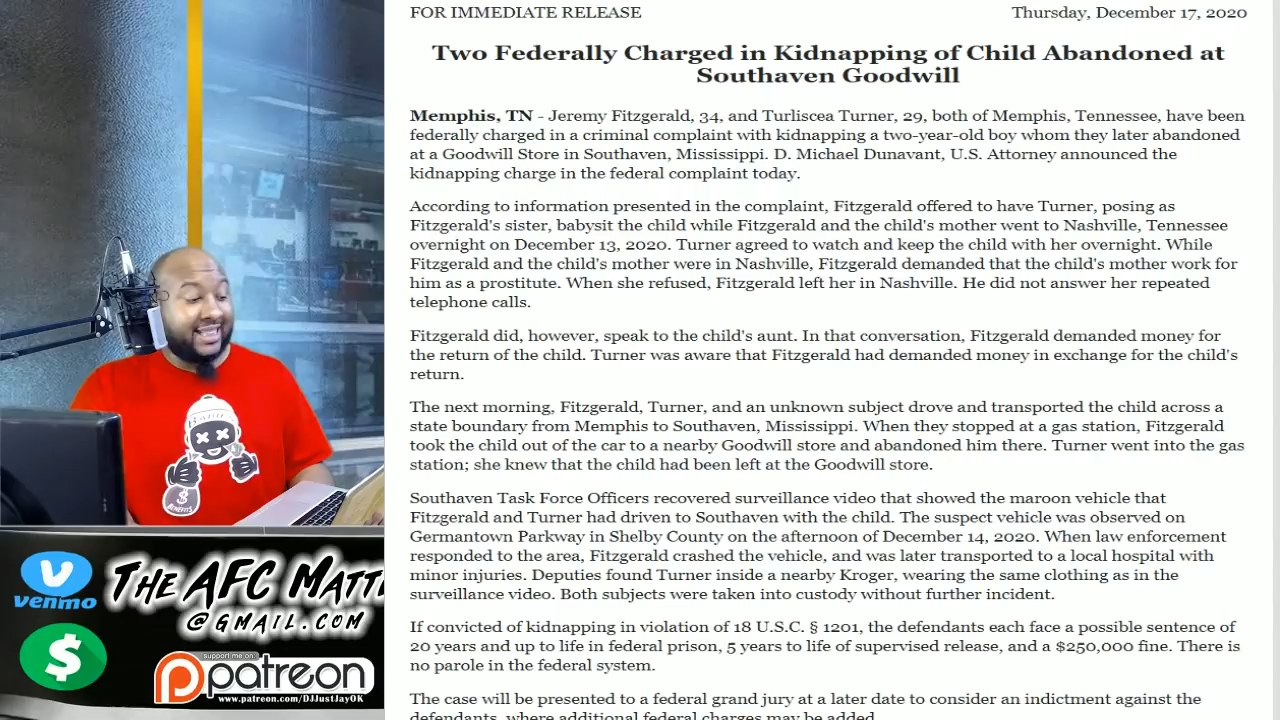 FOR IMMEDIATE RELEASE
Thursday, December 17, 2020
Two Federally Charged in Kidnapping of Child Abandoned at
Southaven Goodwill
Memphis, TN - Jeremy Fitzgerald, 34, and Turliscea Turner, 29, both of Memphis, Tennessee, have been
federally charged in a criminal complaint with kidnapping a two-year-old boy whom they later abandoned
at a Goodwill Store in Southaven, Mississippi. D. Michael Dunavant, U.S. Attorney announced the
kidnapping charge in the federal complaint today.
According to information presented in the complaint, Fitzgerald offered to have Turner, posing as
Fitzgerald's sister, babysit the child while Fitzgerald and the child's mother went to Nashville, Tennessee
overnight on December 13, 2020. Turner agreed to watch and keep the child with her overnight. While
Fitzgerald and the child's mother were in Nashville, Fitzgerald demanded that the child's mother work for
him as a prostitute. When she refused, Fitzgerald left her in Nashville. He did not answer her repeated
telephone calls.
Fitzgerald did, however, speak to the child's aunt. In that conversation, Fitzgerald demanded money for
the return of the child. Turner was aware that Fitzgerald had demanded money in exchange for the child's
return.
The next morning, Fitzgerald, Turner, and an unknown subject drove and transported the child across a
state boundary from Memphis to Southaven, Mississippi. When they stopped at a gas station, Fitzgerald
took the child out of the car to a nearby Goodwill store and abandoned him there. Turner went into the gas
station; she knew that the child had been left at the Goodwill store.
Southaven Task Force Officers recovered surveillance video that showed the maroon vehicle that
Fitzgerald and Turner had driven to Southaven with the child. The suspect vehicle was observed on
Germantown Parkway in Shelby County on the afternoon of December 14, 2020. When law enforcement
responded to the area, Fitzgerald crashed the vehicle, and was later transported to a local hospital with
minor injuries. Deputies found Turner inside a nearby Kroger, wearing the same clothing as in the
surveillance video. Both subjects were taken into custody without further incident.
If convicted of kidnapping in violation of 18 U.S.C. § 1201, the defendants each face a possible sentence of
20 years and up to life in federal prison, 5 years to life of supervised release, and a $250,000 fine. There is
no parole in the federal system.
The case will be presented to a federal grand jury at a later date to consider an indictment against the
defendants, where additional federal charges may be added.
$
BENEFITS
V
venmo
THE AFC MATT
@GMAIL.COM
$
support me on
patreon
www.patreon.com/DJJustJayOK